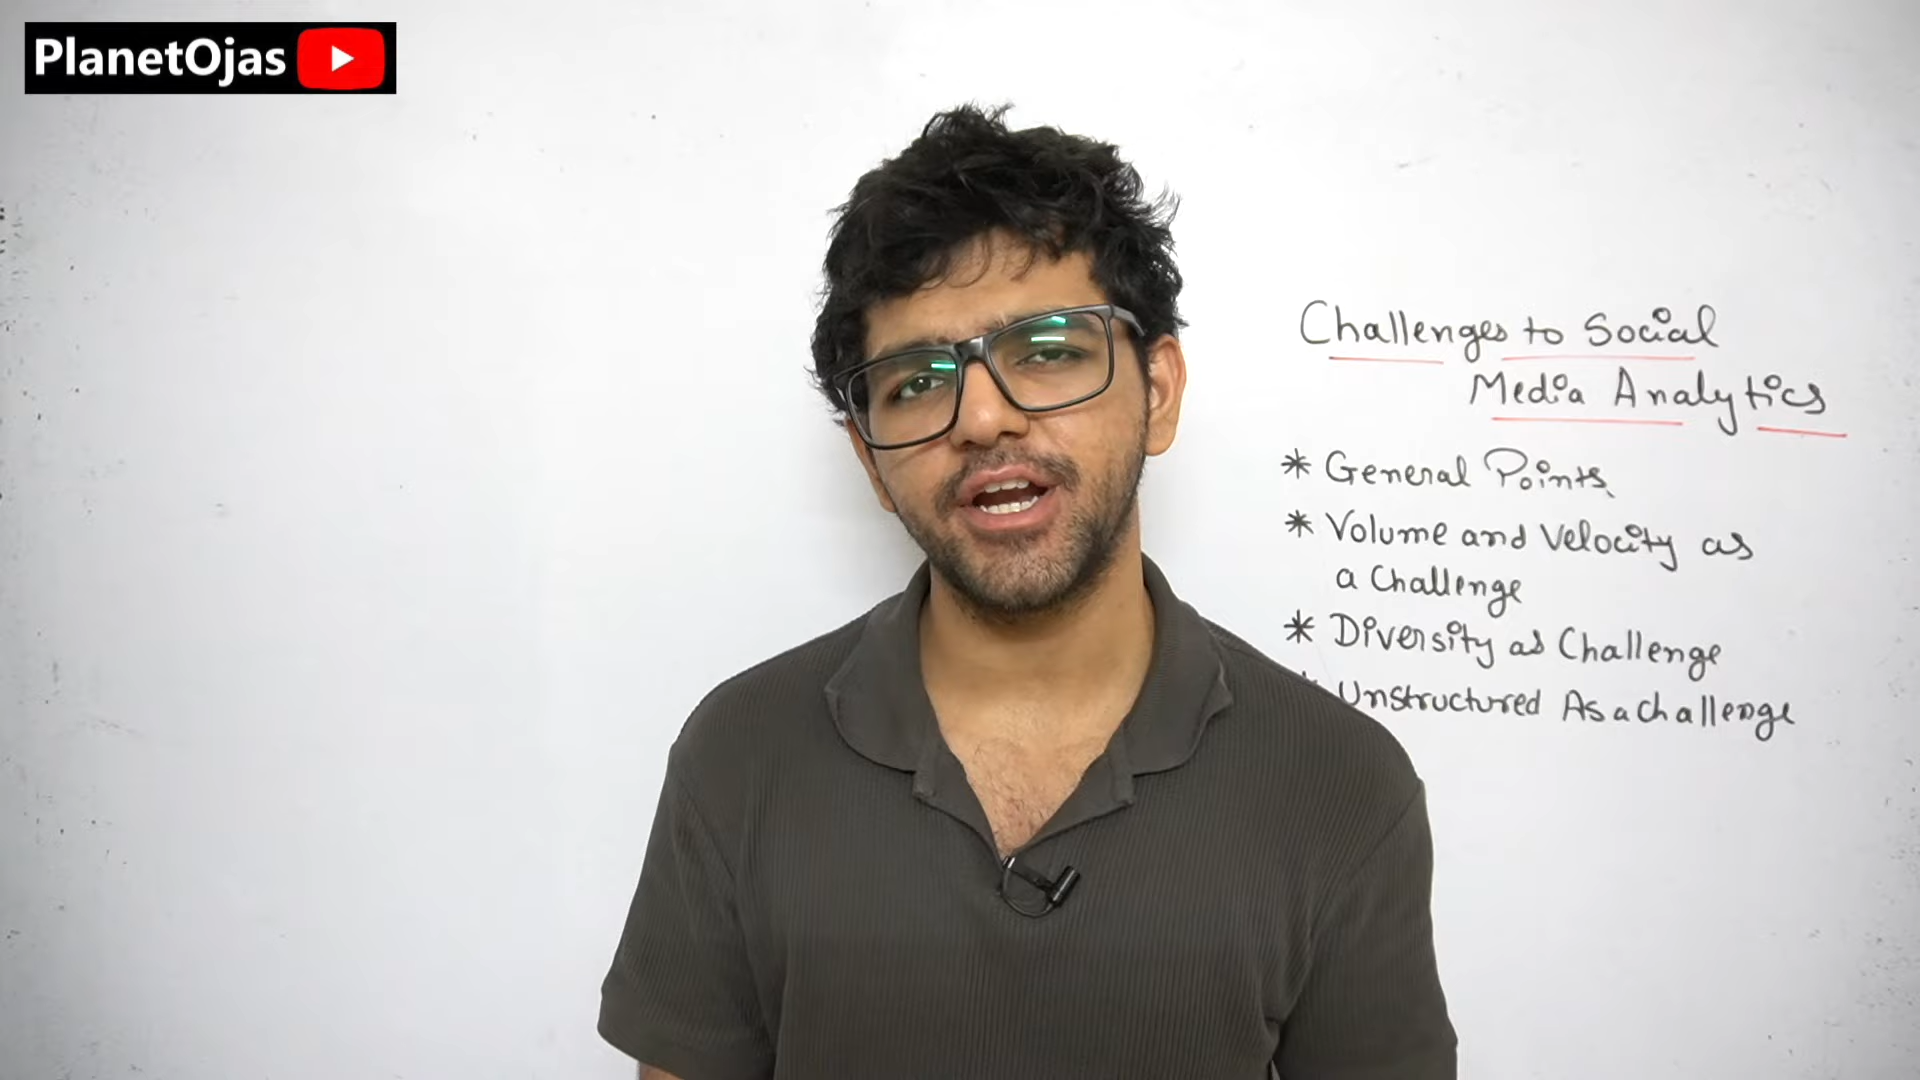 PlanetOjas
Challenges to Social
Media Analytics
* General Points
* Volume and Velocity as
a Challenge
* Diversity as Challenge
* Unstructured As a challenge